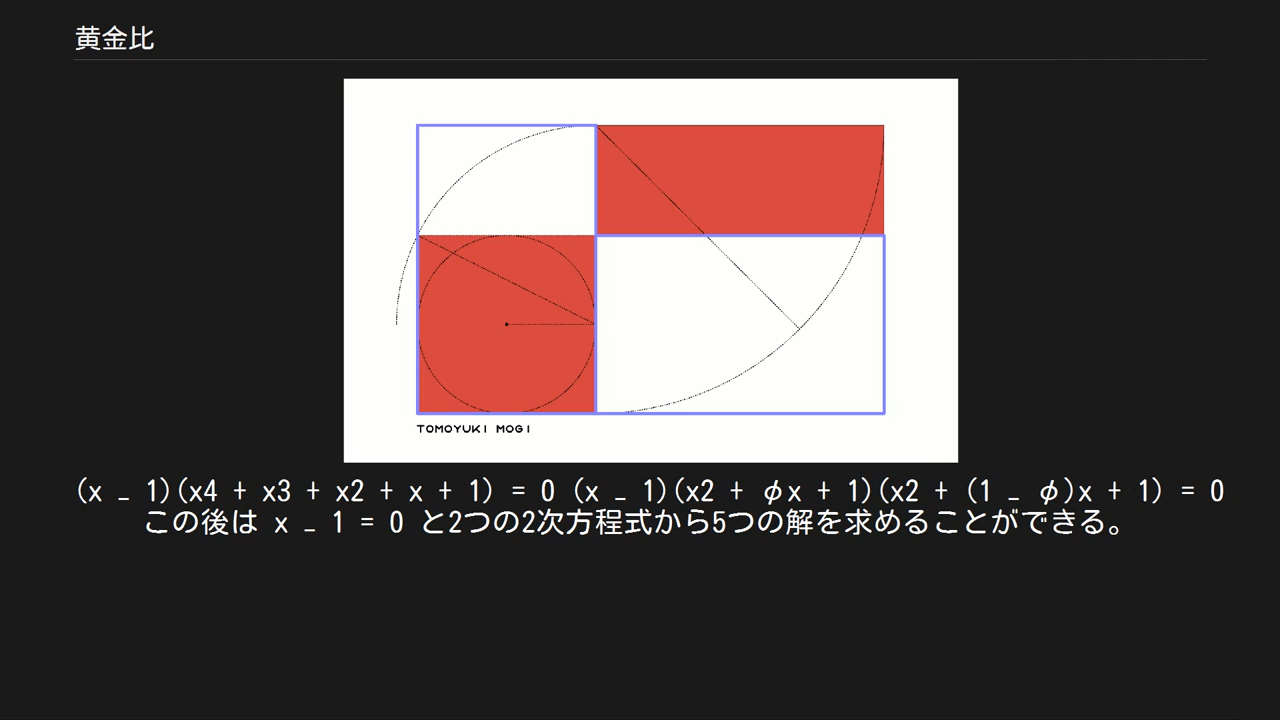 黄金比
TOMOYUKI MOGI
(x − 1)(x4 + x3 + x2 + x + 1) = 0 (x − 1)(x2 + φx + 1)(x2 + (1 − φ)x + 1) = 0
この後は x − 1 = 0 と2つの2次方程式から5つの解を求めることができる。